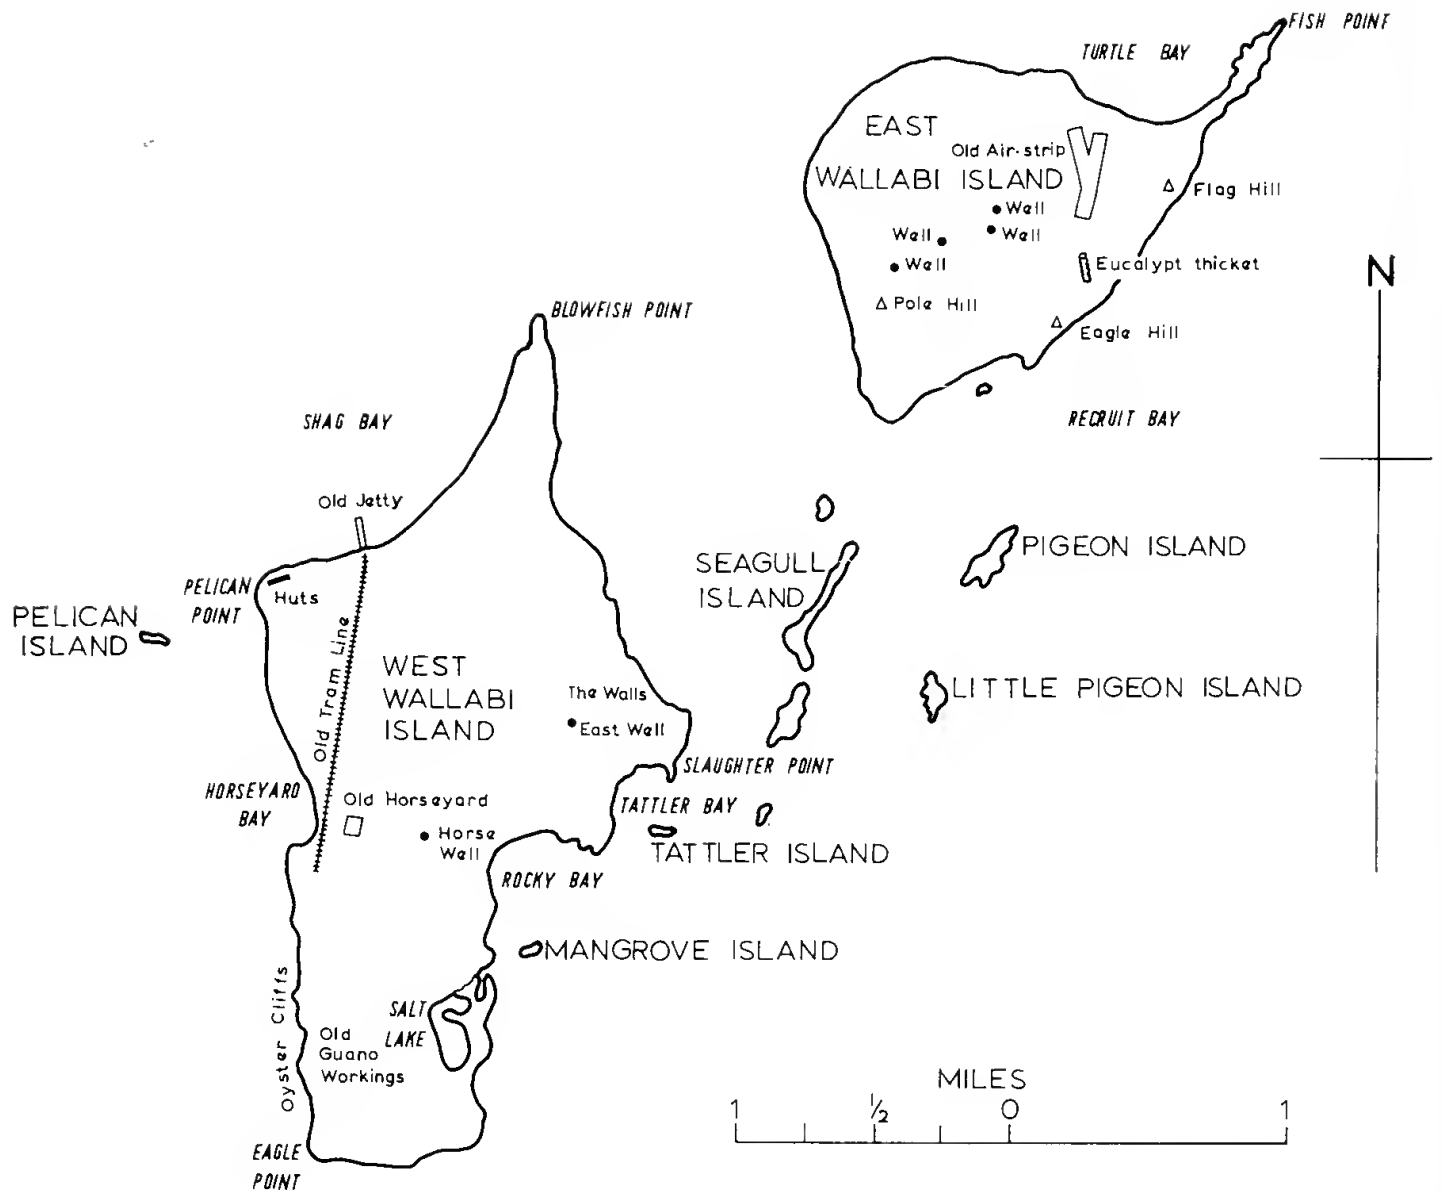 FISH POINT
TURTLE BAY
EAST
WALLABI ISLAND
Old Air-strip
Flag Hill
Well
Well
Well
Well
Eucalypt thicket
Pole Hill
Eagle Hill
RECRUIT BAY
N
BLOWFISH POINT
SHAG BAY
Old Jetty
PELICAN
POINT
Huts
PELICAN
ISLAND
Old Tram Line
WEST
WALLABI
ISLAND
The Walls
East Well
SEAGULL
ISLAND
PIGEON ISLAND
LITTLE PIGEON ISLAND
SLAUGHTER POINT
HORSEYARD
BAY
Old Horseyard
Horse
Well
TATTLER BAY
TATTLER ISLAND
ROCKY BAY
MANGROVE ISLAND
Oyster Cliffs
SALT
LAKE
Old
Guano
Workings
EAGLE
POINT
MILES
1 ½ 0 1